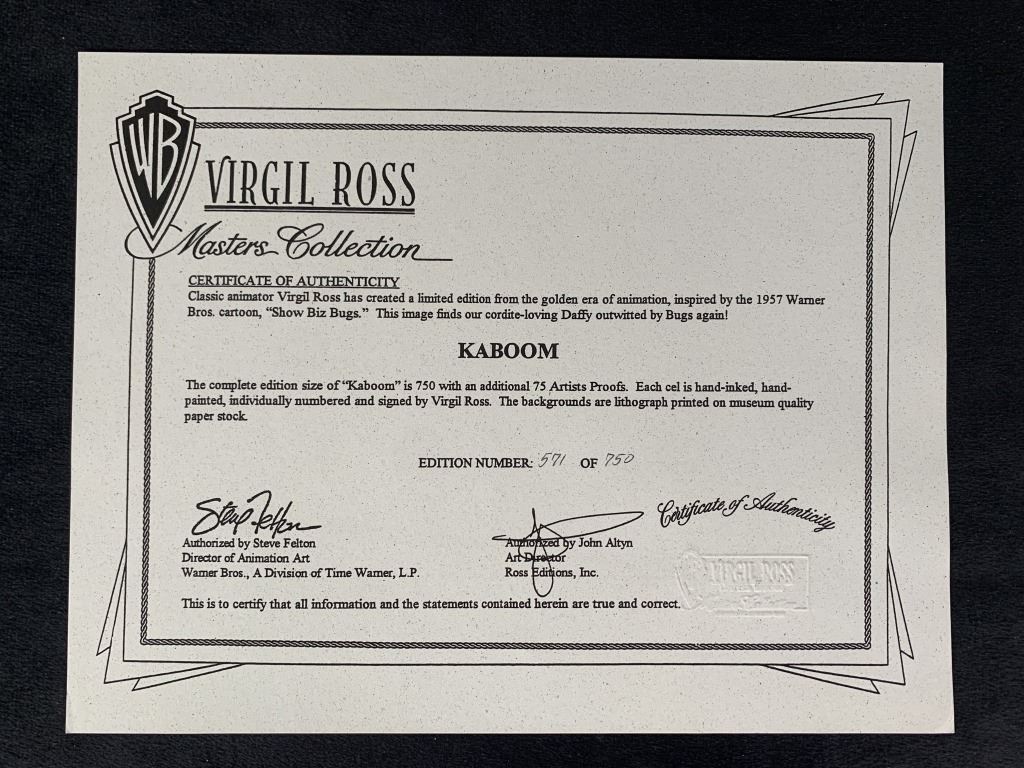 WB
VIRGIL ROSS
Masters Collection
CERTIFICATE OF AUTHENTICITY
Classic animator Virgil Ross has created a limited edition from the golden era of animation, inspired by the 1957 Warner
Bros. cartoon, “Show Biz Bugs.” This image finds our cordite-loving Daffy outwitted by Bugs again!
KABOOM
The complete edition size of “Kaboom” is 750 with an additional 75 Artists Proofs. Each cel is hand-inked, hand-
painted, individually numbered and signed by Virgil Ross. The backgrounds are lithograph printed on museum quality
paper stock.
EDITION NUMBER: 571 OF 750
Steve Felton
Certificate of Authenticity
Authorized by Steve Felton
Director of Animation Art
Warner Bros., A Division of Time Warner, L.P.
Authorized by John Altyn
Art Director
Ross Editions, Inc.
VIRGIL ROSS
This is to certify that all information and the statements contained herein are true and correct.